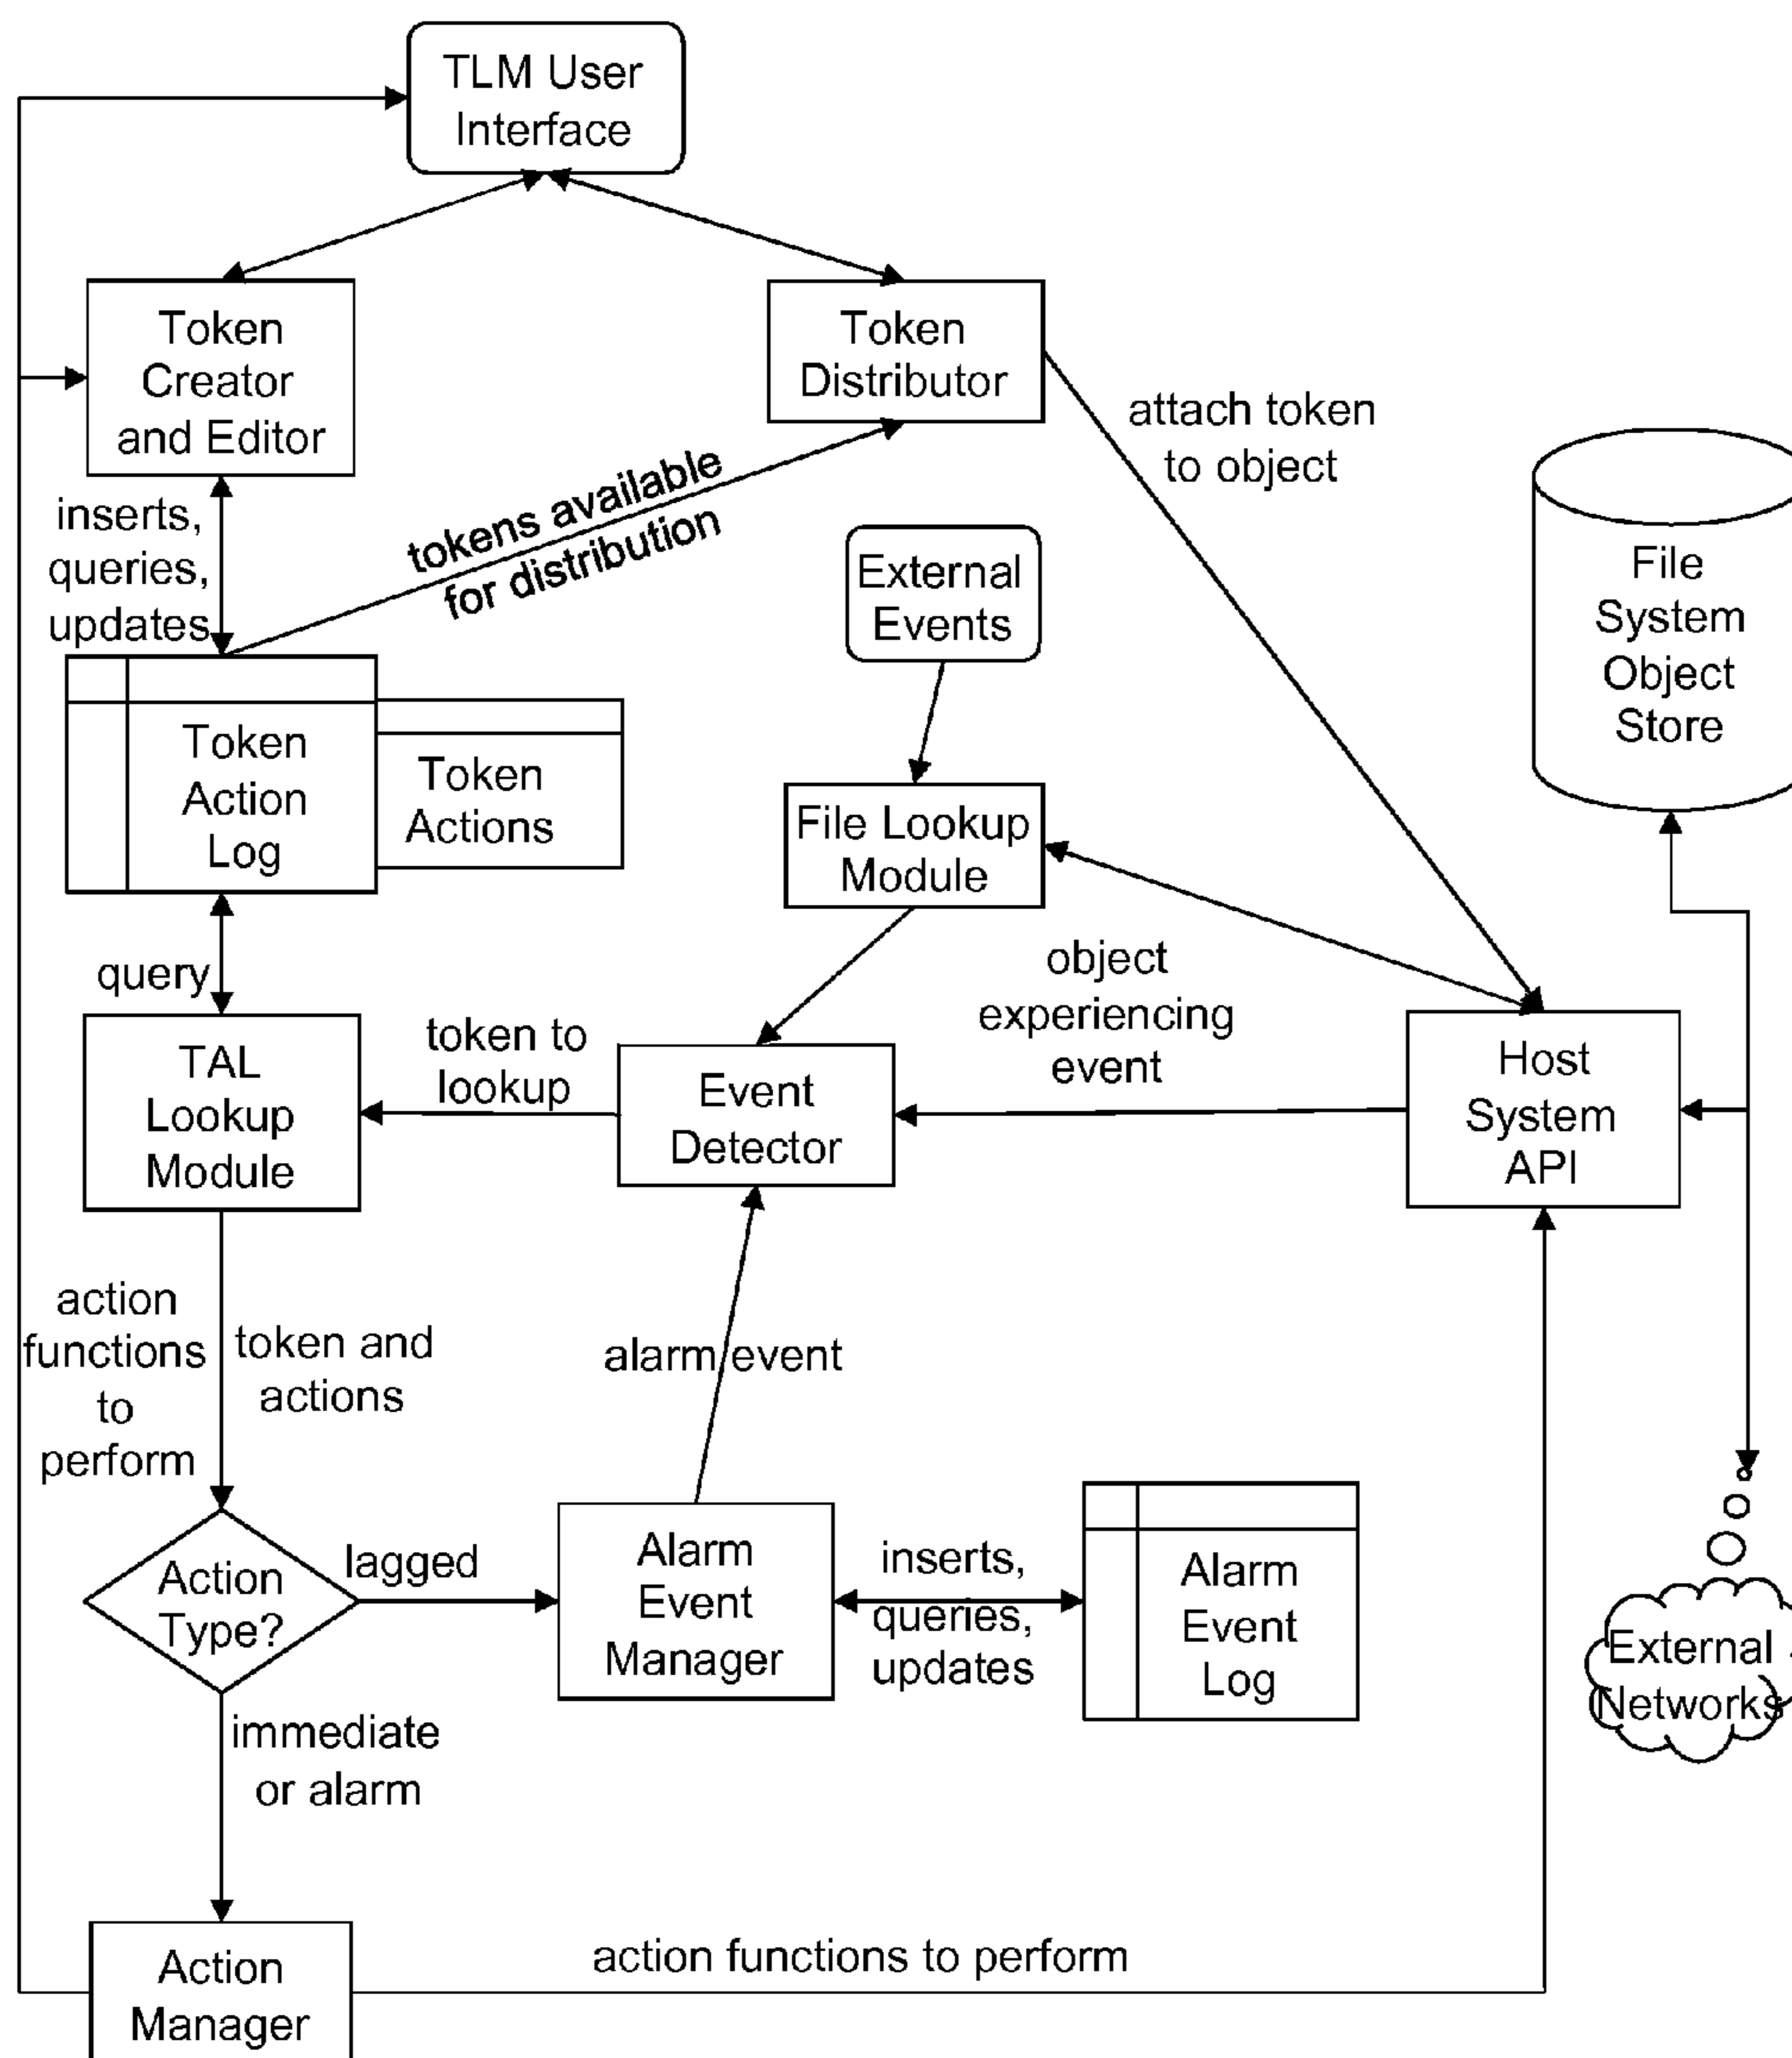 TLM User
Interface
Token
Creator
and Editor
Token
Distributor
attach token
to object
inserts,
queries,
updates
tokens available
for distribution
External
Events
File
System
Object
Store
Token
Action
Log
Token
Actions
File Lookup
Module
query
object
experiencing
event
TAL
Lookup
Module
token to
lookup
Event
Detector
Host
System
API
action
functions
to
perform
token and
actions
alarm event
Action
Type?
lagged
Alarm
Event
Manager
inserts,
queries,
updates
Alarm
Event
Log
External
Networks
immediate
or alarm
Action
Manager
action functions to perform